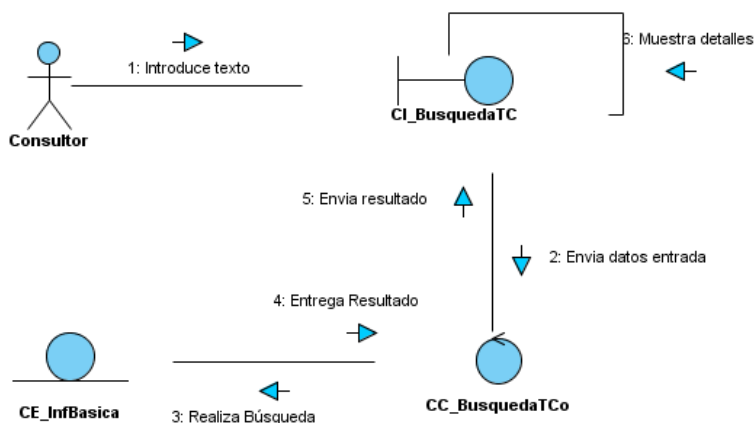 6: Muestra detalles
1: Introduce texto
CI_BusquedaTC
Consultor
5: Envia resultado
2: Envia datos entrada
4: Entrega Resultado
CE_InfBasica
CC_BusquedaTCo
3: Realiza Búsqueda